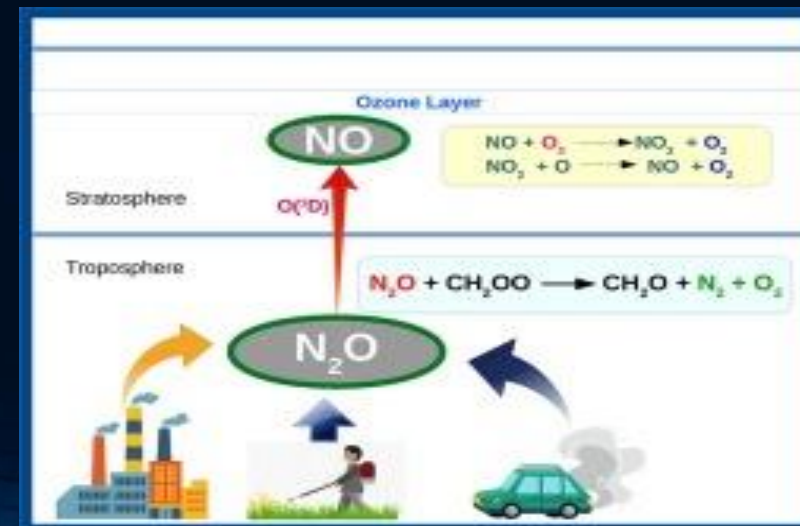 Ozone Layer
NO
NO + O₃ → NO₂ + O₂
NO₂ + O → NO + O₂
Stratosphere
O(¹D)
Troposphere
N₂O + CH₂OO → CH₂O + N₂ + O₂
N₂O